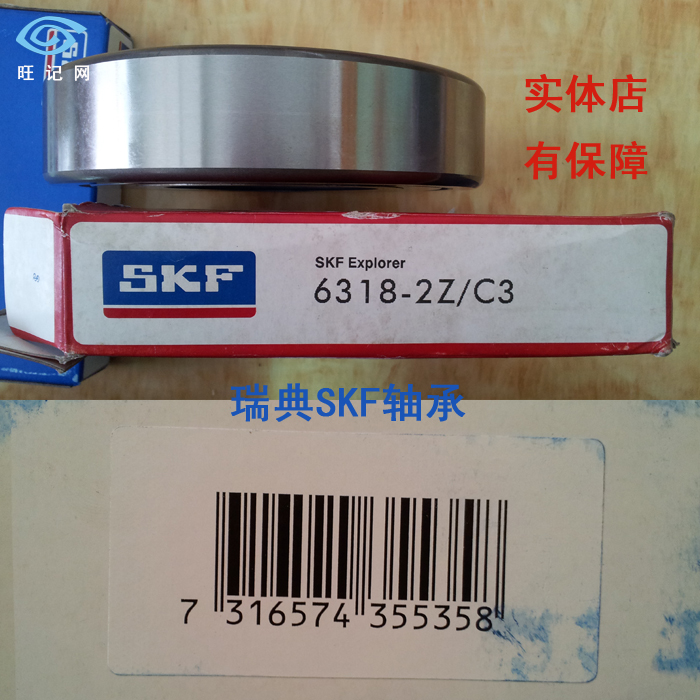 旺记网
实体店
有保障
SKF
SKF Explorer
6318-2Z/C3
瑞典SKF轴承
7 316574 355358